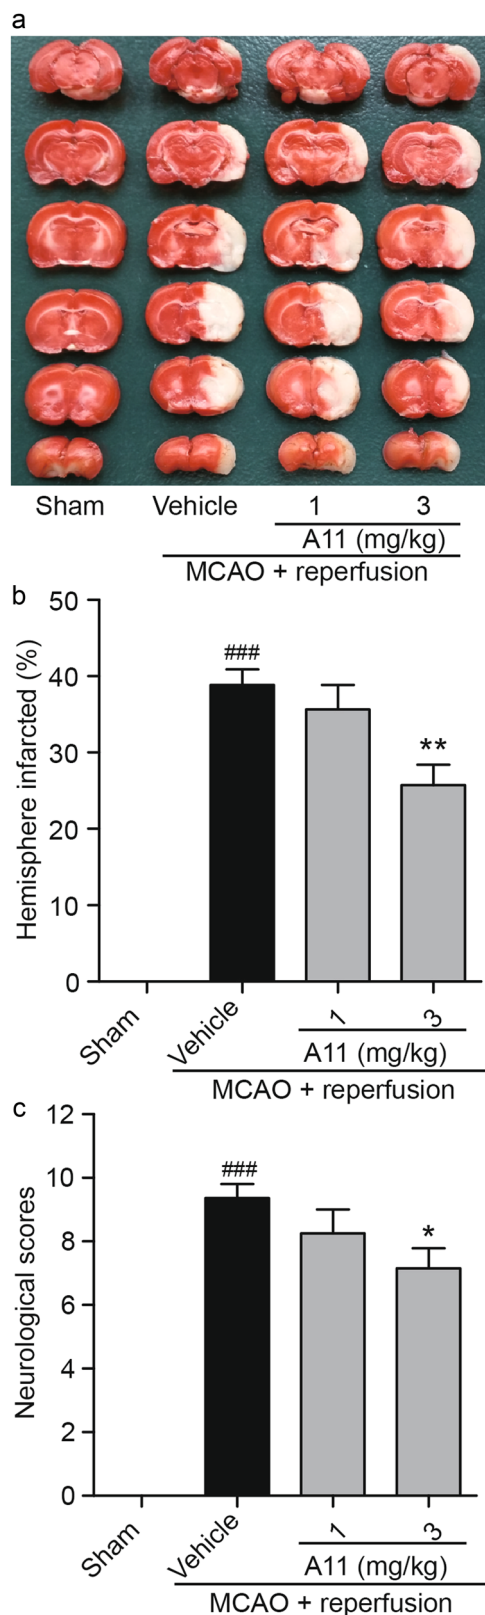 a
Sham Vehicle 1 3
A11 (mg/kg)
MCAO + reperfusion
b
Hemisphere infarcted (%)
50
40
30
20
10
0
###
**
Sham Vehicle 1 3
A11 (mg/kg)
MCAO + reperfusion
c
Neurological scores
12
10
8
6
4
2
0
###
*
Sham Vehicle 1 3
A11 (mg/kg)
MCAO + reperfusion